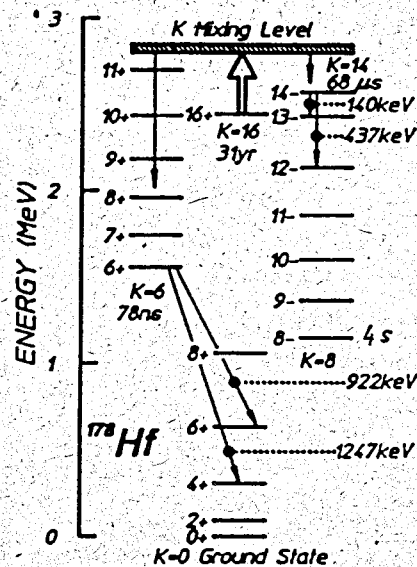 3
K Mixing Level
11+
K=14
68 μs
14-
140keV
10+
16+
13-
K=16
437keV
31yr
9+
12-
2
8+
11-
7+
10-
6+
K=6
9-
78ns
8-
4 s
8+
K=8
1
922keV
178Hf
6+
1247keV
4+
2+
0
0+
K=0 Ground State
ENERGY (MeV)